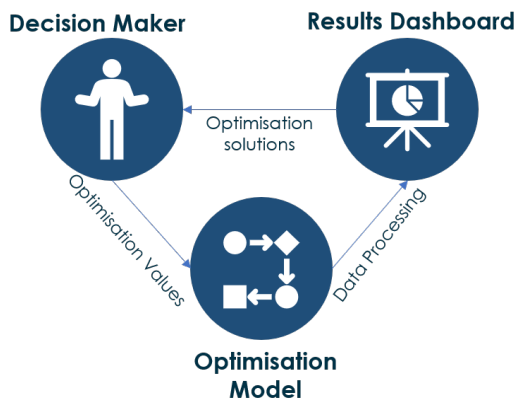 Decision Maker
Results Dashboard
Optimisation
solutions
Optimisation Values
Data Processing
Optimisation
Model